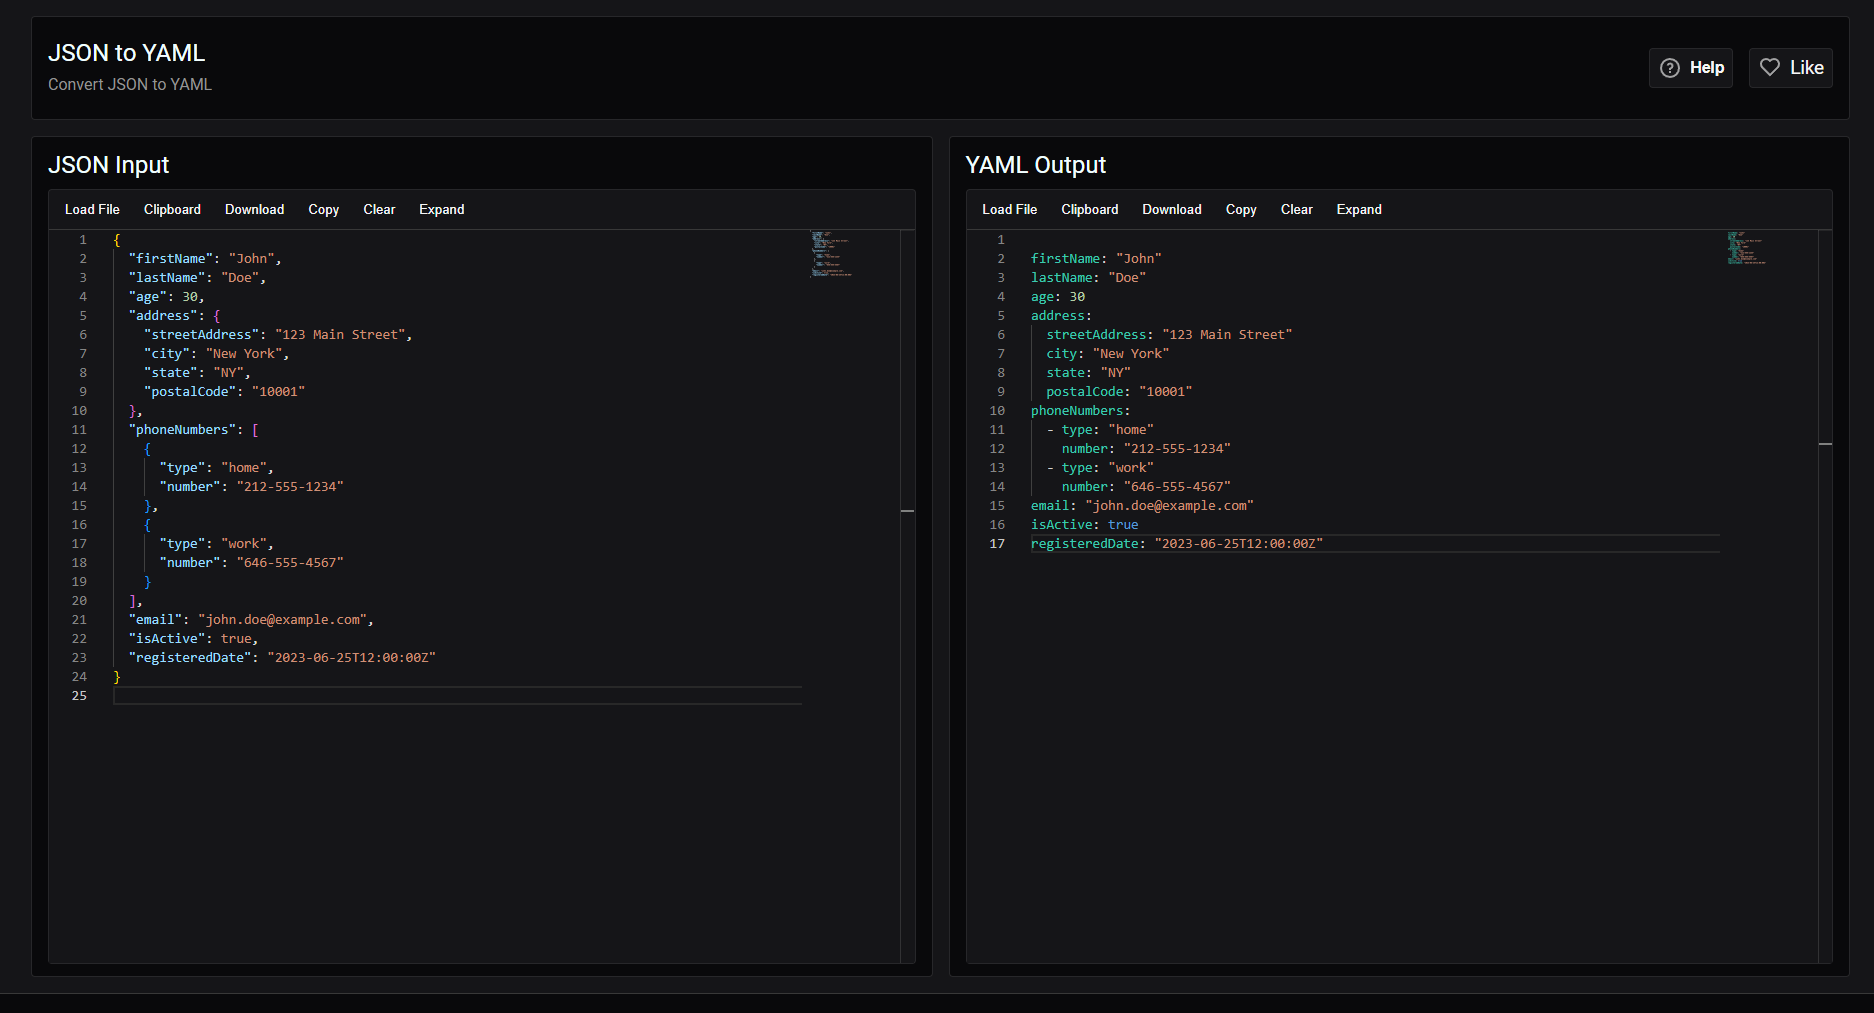 JSON to YAML
Convert JSON to YAML
Help
Like
JSON Input
Load File Clipboard Download Copy Clear Expand
1 {
2 "firstName": "John",
3 "lastName": "Doe",
4 "age": 30,
5 "address": {
6 "streetAddress": "123 Main Street",
7 "city": "New York",
8 "state": "NY",
9 "postalCode": "10001"
10 },
11 "phoneNumbers": [
12 {
13 "type": "home",
14 "number": "212-555-1234"
15 },
16 {
17 "type": "work",
18 "number": "646-555-4567"
19 }
20 ],
21 "email": "john.doe@example.com",
22 "isActive": true,
23 "registeredDate": "2023-06-25T12:00:00Z"
24 }
25
YAML Output
Load File Clipboard Download Copy Clear Expand
1
2 firstName: "John"
3 lastName: "Doe"
4 age: 30
5 address:
6 streetAddress: "123 Main Street"
7 city: "New York"
8 state: "NY"
9 postalCode: "10001"
10 phoneNumbers:
11 - type: "home"
12 number: "212-555-1234"
13 - type: "work"
14 number: "646-555-4567"
15 email: "john.doe@example.com"
16 isActive: true
17 registeredDate: "2023-06-25T12:00:00Z"